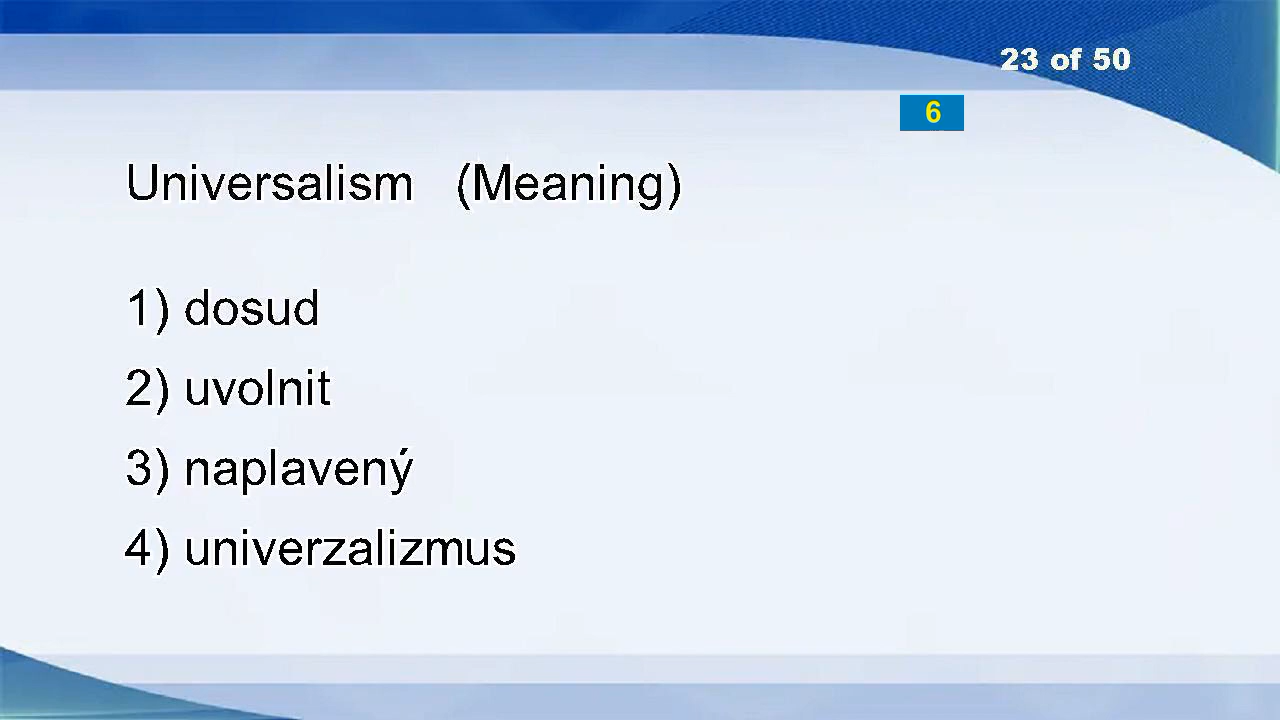 23 of 50
6
Universalism (Meaning)
1) dosud
2) uvolnit
3) naplavený
4) univerzalizmus